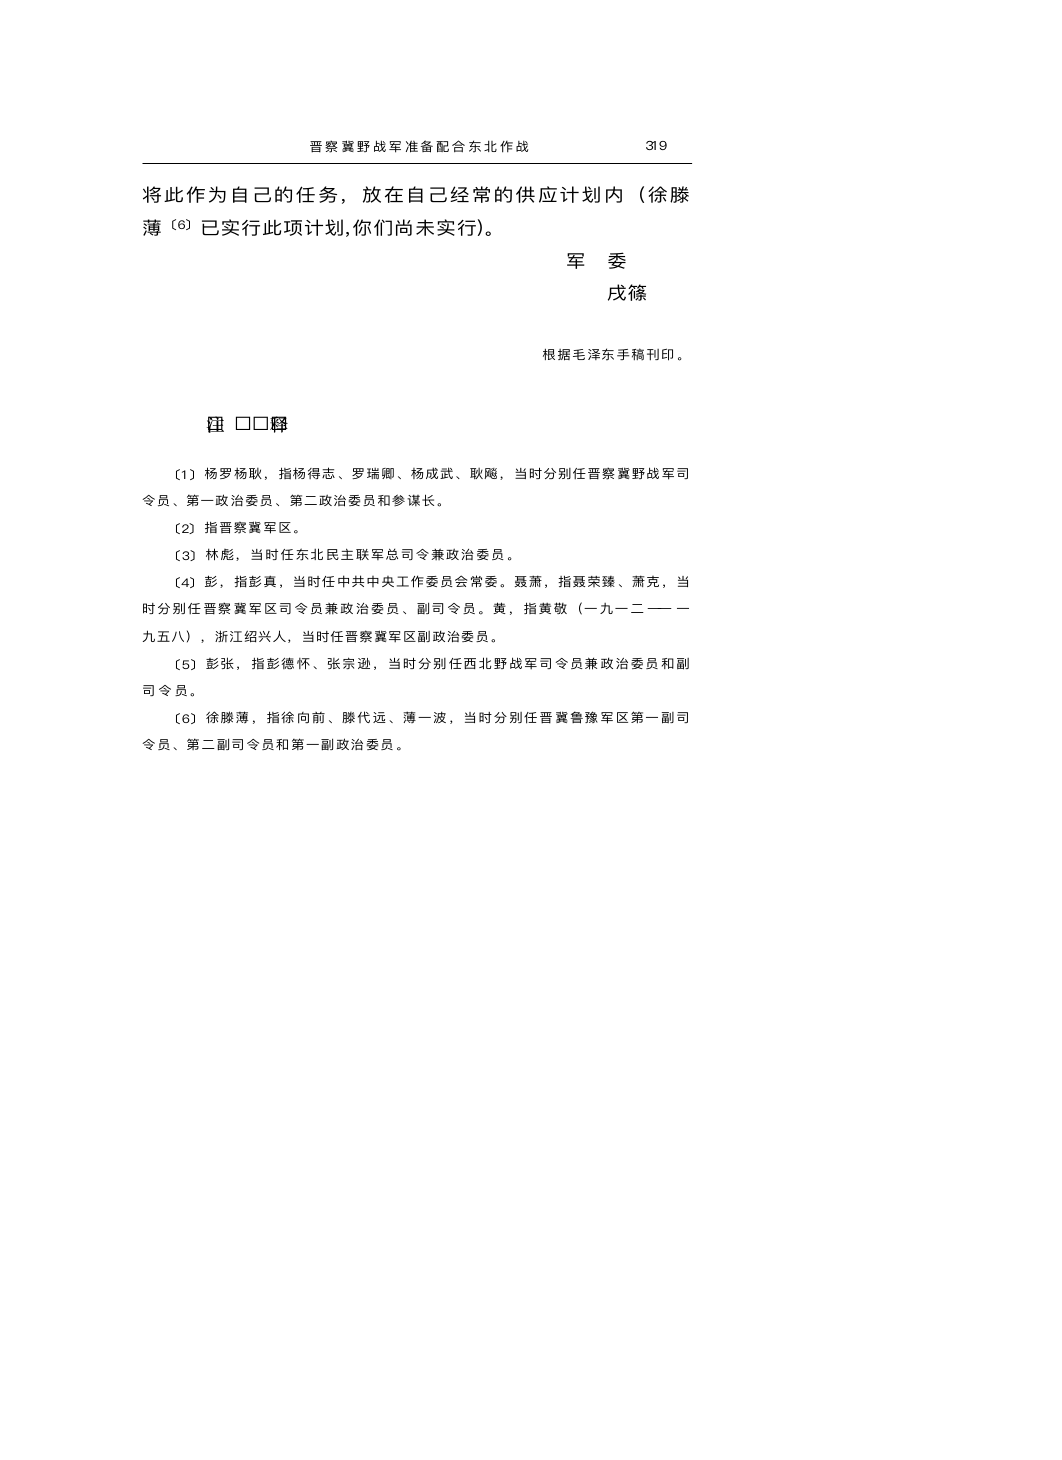 晋察冀野战军准备配合东北作战 319
将此作为自己的任务，放在自己经常的供应计划内（徐滕
薄〔6〕已实行此项计划,你们尚未实行)。
军　委
戌篠
根据毛泽东手稿刊印。
注 □□释
〔1〕杨罗杨耿，指杨得志、罗瑞卿、杨成武、耿飚，当时分别任晋察冀野战军司
令员、第一政治委员、第二政治委员和参谋长。
〔2〕指晋察冀军区。
〔3〕林彪，当时任东北民主联军总司令兼政治委员。
〔4〕彭，指彭真，当时任中共中央工作委员会常委。聂萧，指聂荣臻、萧克，当
时分别任晋察冀军区司令员兼政治委员、副司令员。黄，指黄敬（一九一二——一
九五八），浙江绍兴人，当时任晋察冀军区副政治委员。
〔5〕彭张，指彭德怀、张宗逊，当时分别任西北野战军司令员兼政治委员和副
司令员。
〔6〕徐滕薄，指徐向前、滕代远、薄一波，当时分别任晋冀鲁豫军区第一副司
令员、第二副司令员和第一副政治委员。